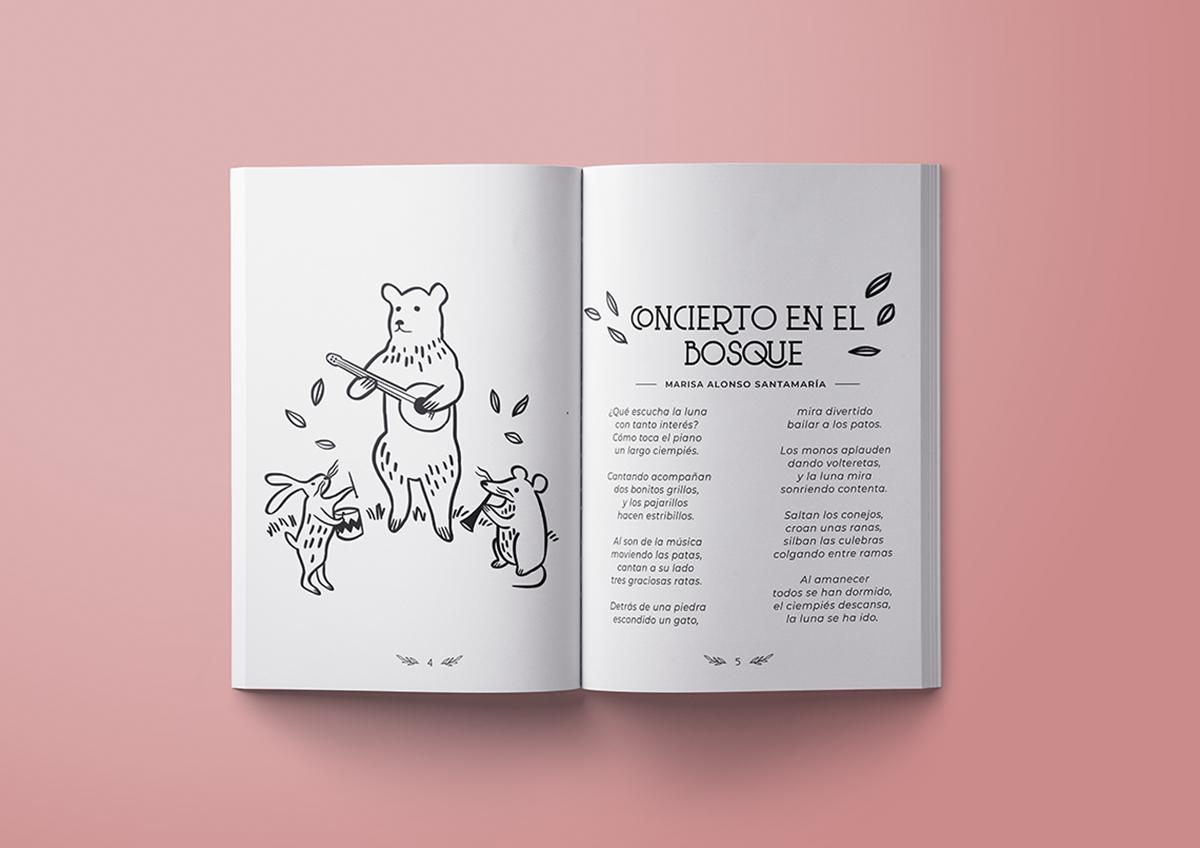 CONCIERTO EN EL
BOSQUE
MARISA ALONSO SANTAMARÍA
¿Qué escucha la luna
con tanto interés?
Cómo toca el piano
un largo ciempiés.
Cantando acompañan
dos bonitos grillos,
y los pajarillos
hacen estribillos.
Al son de la música
moviendo las patas,
cantan a su lado
tres graciosas ratas.
Detrás de una piedra
escondido un gato,
mira divertido
bailar a los patos.
Los monos aplauden
dando volteretas,
y la luna mira
sonriendo contenta.
Saltan los conejos,
croan unas ranas,
silban las culebras
colgando entre ramas
Al amanecer
todos se han dormido,
el ciempiés descansa,
la luna se ha ido.
4
5